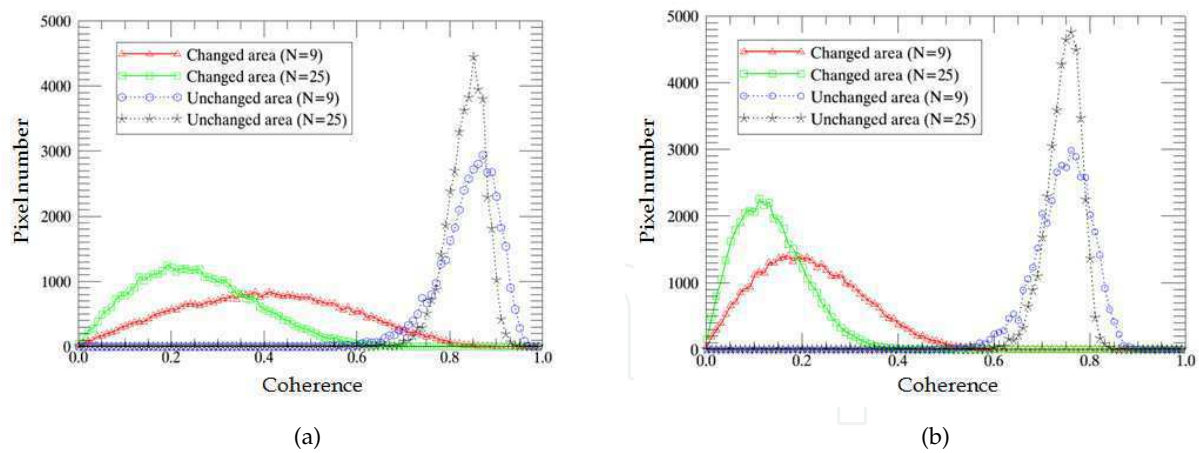 5000
4000
3000
2000
1000
0
Pixel number
Changed area (N=9)
Changed area (N=25)
Unchanged area (N=9)
Unchanged area (N=25)
0.0 0.2 0.4 0.6 0.8 1.0
Coherence
(a)
5000
4000
3000
2000
1000
0
Pixel number
Changed area (N=9)
Changed area (N=25)
Unchanged area (N=9)
Unchanged area (N=25)
0.0 0.2 0.4 0.6 0.8 1.0
Coherence
(b)